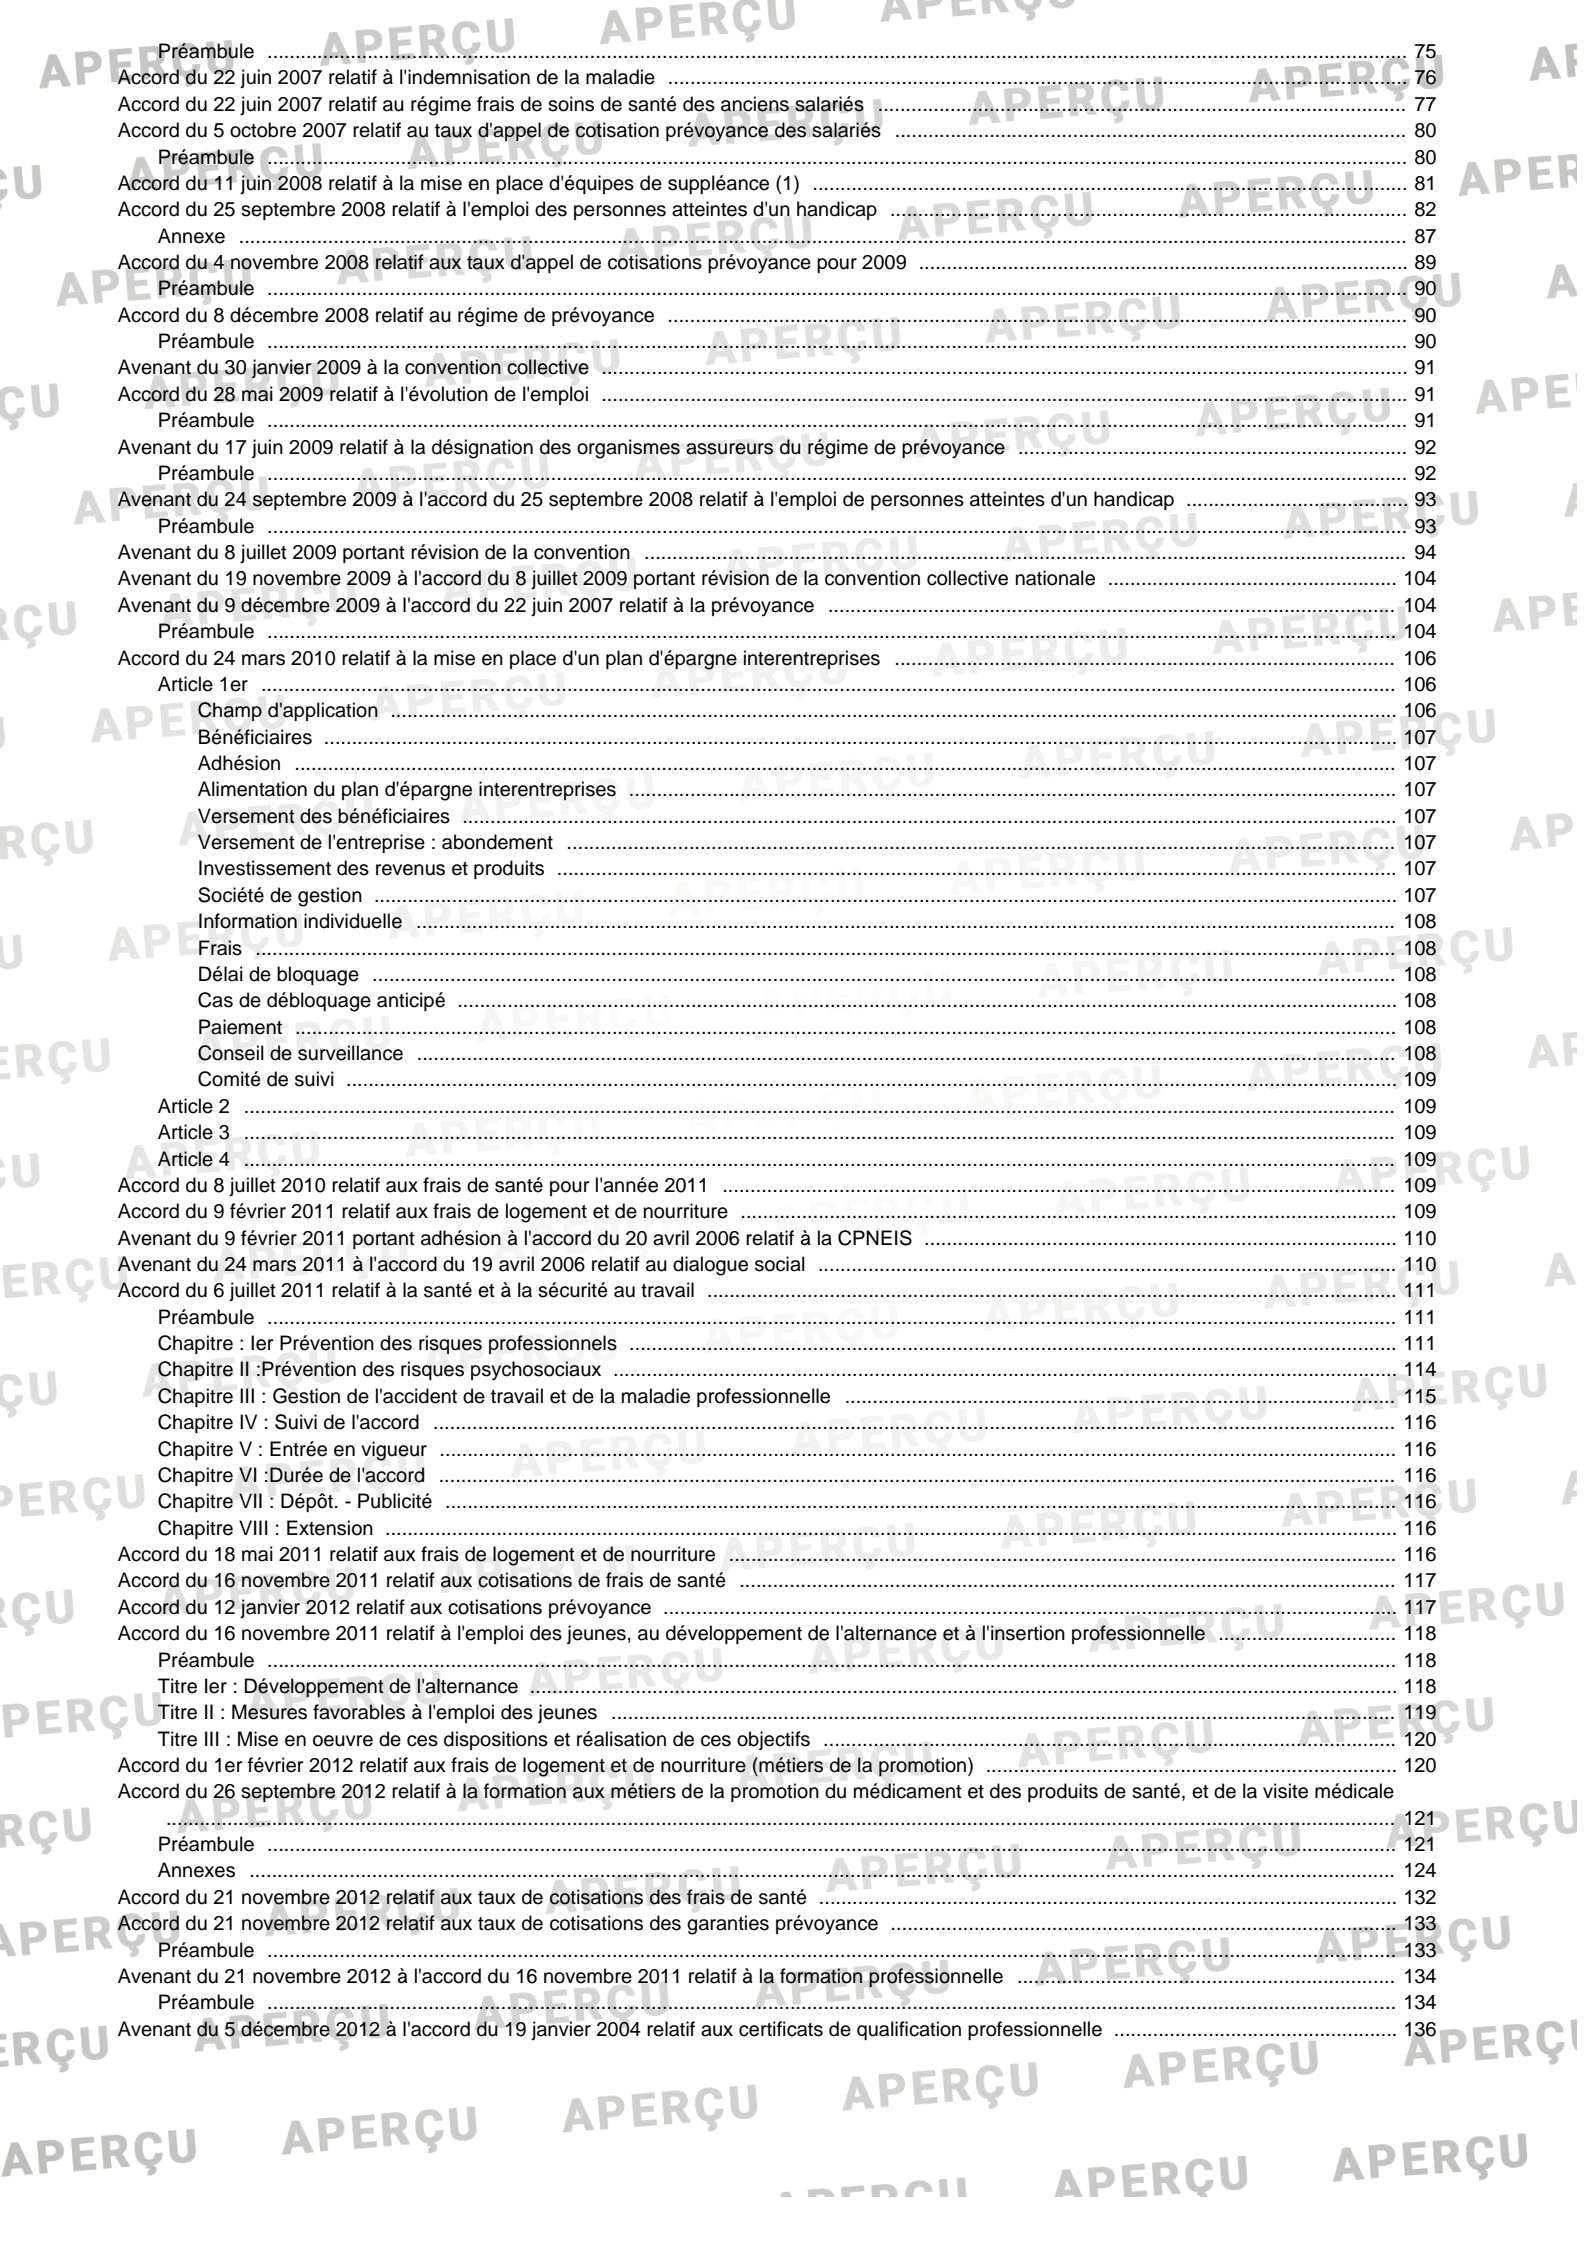 Préambule ........ 75
Accord du 22 juin 2007 relatif à l'indemnisation de la maladie ........ 76
Accord du 22 juin 2007 relatif au régime frais de soins de santé des anciens salariés ........ 77
Accord du 5 octobre 2007 relatif au taux d'appel de cotisation prévoyance des salariés ........ 80
Préambule ........ 80
Accord du 11 juin 2008 relatif à la mise en place d'équipes de suppléance (1) ........ 81
Accord du 25 septembre 2008 relatif à l'emploi des personnes atteintes d'un handicap ........ 82
Annexe ........ 87
Accord du 4 novembre 2008 relatif aux taux d'appel de cotisations prévoyance pour 2009 ........ 89
Préambule ........ 90
Accord du 8 décembre 2008 relatif au régime de prévoyance ........ 90
Préambule ........ 90
Avenant du 30 janvier 2009 à la convention collective ........ 91
Accord du 28 mai 2009 relatif à l'évolution de l'emploi ........ 91
Préambule ........ 91
Avenant du 17 juin 2009 relatif à la désignation des organismes assureurs du régime de prévoyance ........ 92
Préambule ........ 92
Avenant du 24 septembre 2009 à l'accord du 25 septembre 2008 relatif à l'emploi de personnes atteintes d'un handicap ........ 93
Préambule ........ 93
Avenant du 8 juillet 2009 portant révision de la convention ........ 94
Avenant du 19 novembre 2009 à l'accord du 8 juillet 2009 portant révision de la convention collective nationale ........ 104
Avenant du 9 décembre 2009 à l'accord du 22 juin 2007 relatif à la prévoyance ........ 104
Préambule ........ 104
Accord du 24 mars 2010 relatif à la mise en place d'un plan d'épargne interentreprises ........ 106
Article 1er ........ 106
Champ d'application ........ 106
Bénéficiaires ........ 107
Adhésion ........ 107
Alimentation du plan d'épargne interentreprises ........ 107
Versement des bénéficiaires ........ 107
Versement de l'entreprise : abondement ........ 107
Investissement des revenus et produits ........ 107
Société de gestion ........ 107
Information individuelle ........ 108
Frais ........ 108
Délai de bloquage ........ 108
Cas de débloquage anticipé ........ 108
Paiement ........ 108
Conseil de surveillance ........ 108
Comité de suivi ........ 109
Article 2 ........ 109
Article 3 ........ 109
Article 4 ........ 109
Accord du 8 juillet 2010 relatif aux frais de santé pour l'année 2011 ........ 109
Accord du 9 février 2011 relatif aux frais de logement et de nourriture ........ 109
Avenant du 9 février 2011 portant adhésion à l'accord du 20 avril 2006 relatif à la CPNEIS ........ 110
Avenant du 24 mars 2011 à l'accord du 19 avril 2006 relatif au dialogue social ........ 110
Accord du 6 juillet 2011 relatif à la santé et à la sécurité au travail ........ 111
Préambule ........ 111
Chapitre : Ier Prévention des risques professionnels ........ 111
Chapitre II :Prévention des risques psychosociaux ........ 114
Chapitre III : Gestion de l'accident de travail et de la maladie professionnelle ........ 115
Chapitre IV : Suivi de l'accord ........ 116
Chapitre V : Entrée en vigueur ........ 116
Chapitre VI :Durée de l'accord ........ 116
Chapitre VII : Dépôt. - Publicité ........ 116
Chapitre VIII : Extension ........ 116
Accord du 18 mai 2011 relatif aux frais de logement et de nourriture ........ 116
Accord du 16 novembre 2011 relatif aux cotisations de frais de santé ........ 117
Accord du 12 janvier 2012 relatif aux cotisations prévoyance ........ 117
Accord du 16 novembre 2011 relatif à l'emploi des jeunes, au développement de l'alternance et à l'insertion professionnelle ........ 118
Préambule ........ 118
Titre Ier : Développement de l'alternance ........ 118
Titre II : Mesures favorables à l'emploi des jeunes ........ 119
Titre III : Mise en oeuvre de ces dispositions et réalisation de ces objectifs ........ 120
Accord du 1er février 2012 relatif aux frais de logement et de nourriture (métiers de la promotion) ........ 120
Accord du 26 septembre 2012 relatif à la formation aux métiers de la promotion du médicament et des produits de santé, et de la visite médicale
........ 121
Préambule ........ 121
Annexes ........ 124
Accord du 21 novembre 2012 relatif aux taux de cotisations des frais de santé ........ 132
Accord du 21 novembre 2012 relatif aux taux de cotisations des garanties prévoyance ........ 133
Préambule ........ 133
Avenant du 21 novembre 2012 à l'accord du 16 novembre 2011 relatif à la formation professionnelle ........ 134
Préambule ........ 134
Avenant du 5 décembre 2012 à l'accord du 19 janvier 2004 relatif aux certificats de qualification professionnelle ........ 136
APERÇU